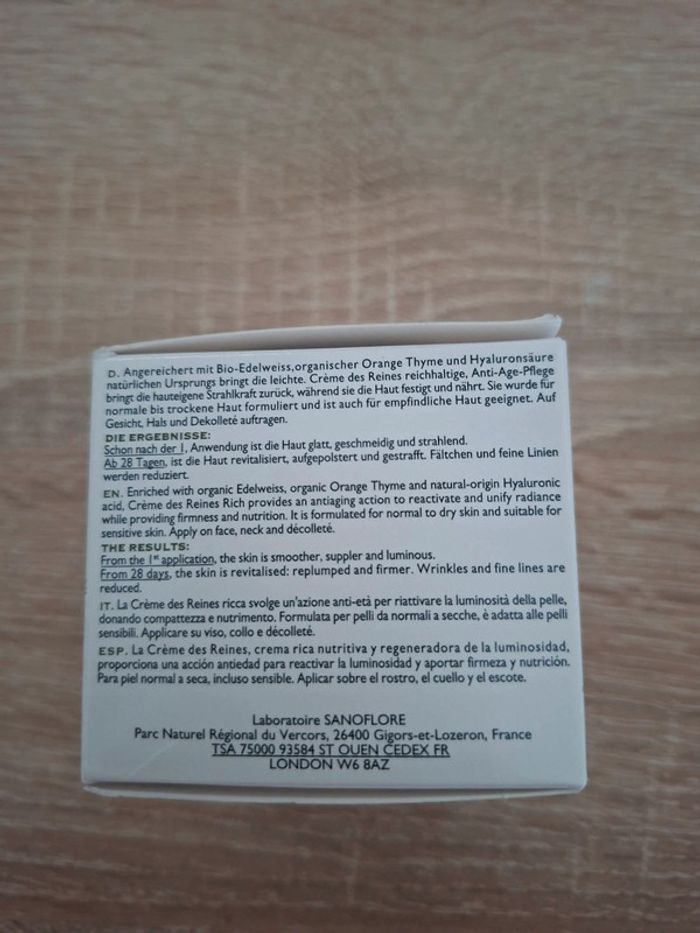 D. Angereichert mit Bio-Edelweiss,organischer Orange Thyme und Hyaluronsäure
natürlichen Ursprungs bringt die leichte. Crème des Reines reichhaltige, Anti-Age-Pflege
bringt die hauteigene Strahlkraft zurück, während sie die Haut festigt und nährt. Sie wurde für
normale bis trockene Haut formuliert und ist auch für empfindliche Haut geeignet. Auf
Gesicht, Hals und Dekolleté auftragen.
DIE ERGEBNISSE:
Schon nach der 1, Anwendung ist die Haut glatt, geschmeidig und strahlend.
Ab 28 Tagen, ist die Haut revitalisiert, aufgepolstert und gestrafft. Fältchen und feine Linien
werden reduziert.
EN. Enriched with organic Edelweiss, organic Orange Thyme and natural-origin Hyaluronic
acid, Crème des Reines Rich provides an antiaging action to reactivate and unify radiance
while providing firmness and nutrition. It is formulated for normal to dry skin and suitable for
sensitive skin. Apply on face, neck and décolleté.
THE RESULTS:
From the 1st application, the skin is smoother, suppler and luminous.
From 28 days, the skin is revitalised: replumped and firmer. Wrinkles and fine lines are
reduced.
IT. La Crème des Reines ricca svolge un'azione anti-età per riattivare la luminosità della pelle,
donando compattezza e nutrimento. Formulata per pelli da normali a secche, è adatta alle pelli
sensibili. Applicare su viso, collo e décolleté.
ESP. La Crème des Reines, crema rica nutritiva y regeneradora de la luminosidad,
proporciona una acción antiedad para reactivar la luminosidad y aportar firmeza y nutrición.
Para piel normal a seca, incluso sensible. Aplicar sobre el rostro, el cuello y el escote.
Laboratoire SANOFLORE
Parc Naturel Régional du Vercors, 26400 Gigors-et-Lozeron, France
TSA 75000 93584 ST OUEN CEDEX FR
LONDON W6 8AZ